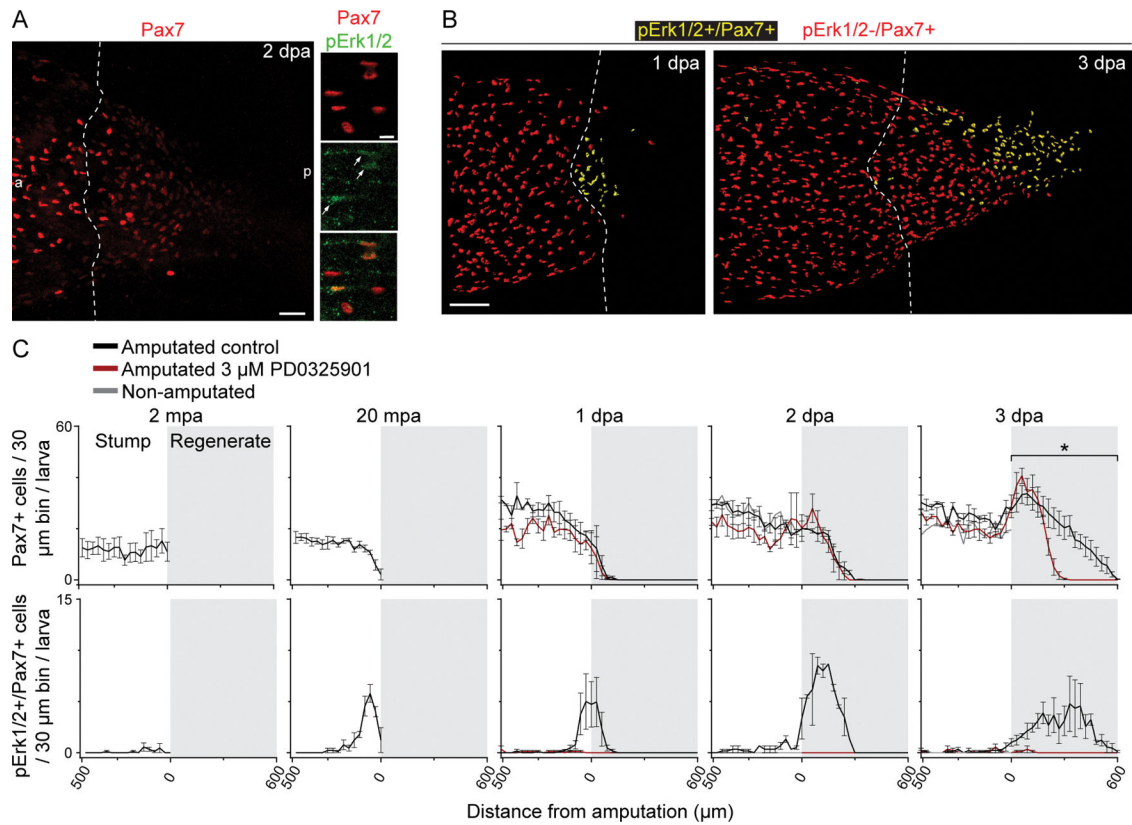 A
Pax7
2 dpa
a
p
Pax7
pErk1/2
B
pErk1/2+/Pax7+ pErk1/2-/Pax7+
1 dpa
3 dpa
C
Amputated control
Amputated 3 µM PD0325901
Non-amputated
2 mpa 20 mpa 1 dpa 2 dpa 3 dpa
Stump Regenerate
*
Pax7+ cells / 30
µm bin / larva
60
0
pErk1/2+/Pax7+ cells
/ 30 µm bin / larva
15
0
500 0 600 500 0 600 500 0 600 500 0 600 500 0 600
Distance from amputation (µm)